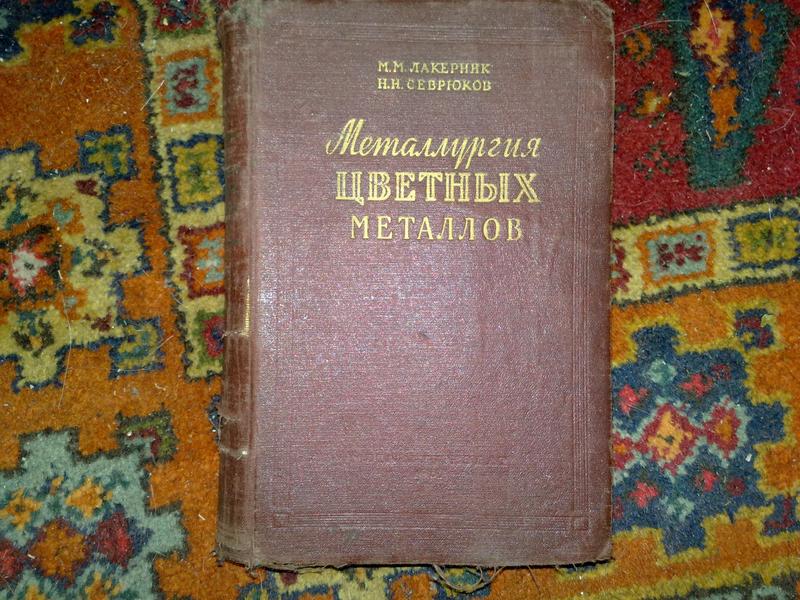 М.М. ЛАКЕРНИК
Н.Н. СЕВРЮКОВ
Металлургия
ЦВЕТНЫХ
МЕТАЛЛОВ